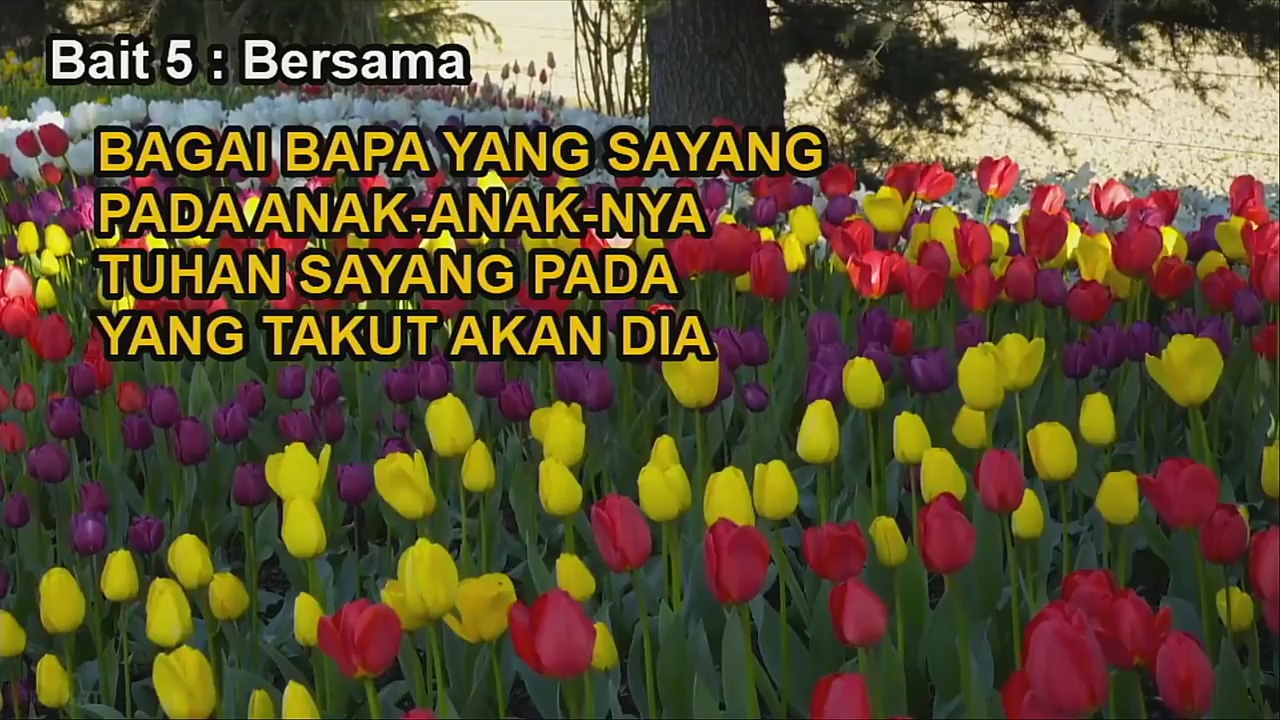 Bait 5 : Bersama
BAGAI BAPA YANG SAYANG
PADA ANAK-ANAK-NYA
TUHAN SAYANG PADA
YANG TAKUT AKAN DIA